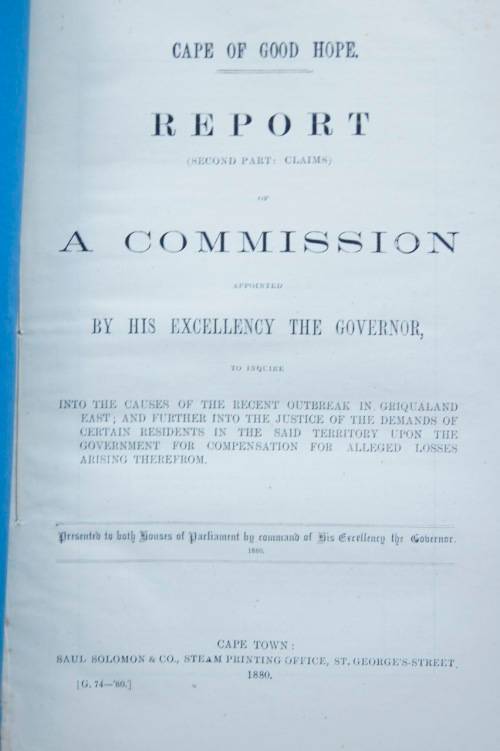 CAPE OF GOOD HOPE.
REPORT
(SECOND PART: CLAIMS)
OF
A COMMISSION
APPOINTED
BY HIS EXCELLENCY THE GOVERNOR,
TO INQUIRE
INTO THE CAUSES OF THE RECENT OUTBREAK IN GRIQUALAND
EAST; AND FURTHER INTO THE JUSTICE OF THE DEMANDS OF
CERTAIN RESIDENTS IN THE SAID TERRITORY UPON THE
GOVERNMENT FOR COMPENSATION FOR ALLEGED LOSSES
ARISING THEREFROM.
Presented to both Houses of Parliament by command of His Excellency the Governor.
1880.
CAPE TOWN:
SAUL SOLOMON & CO., STEAM PRINTING OFFICE, ST. GEORGE'S-STREET.
1880.
[G. 74—'80.]